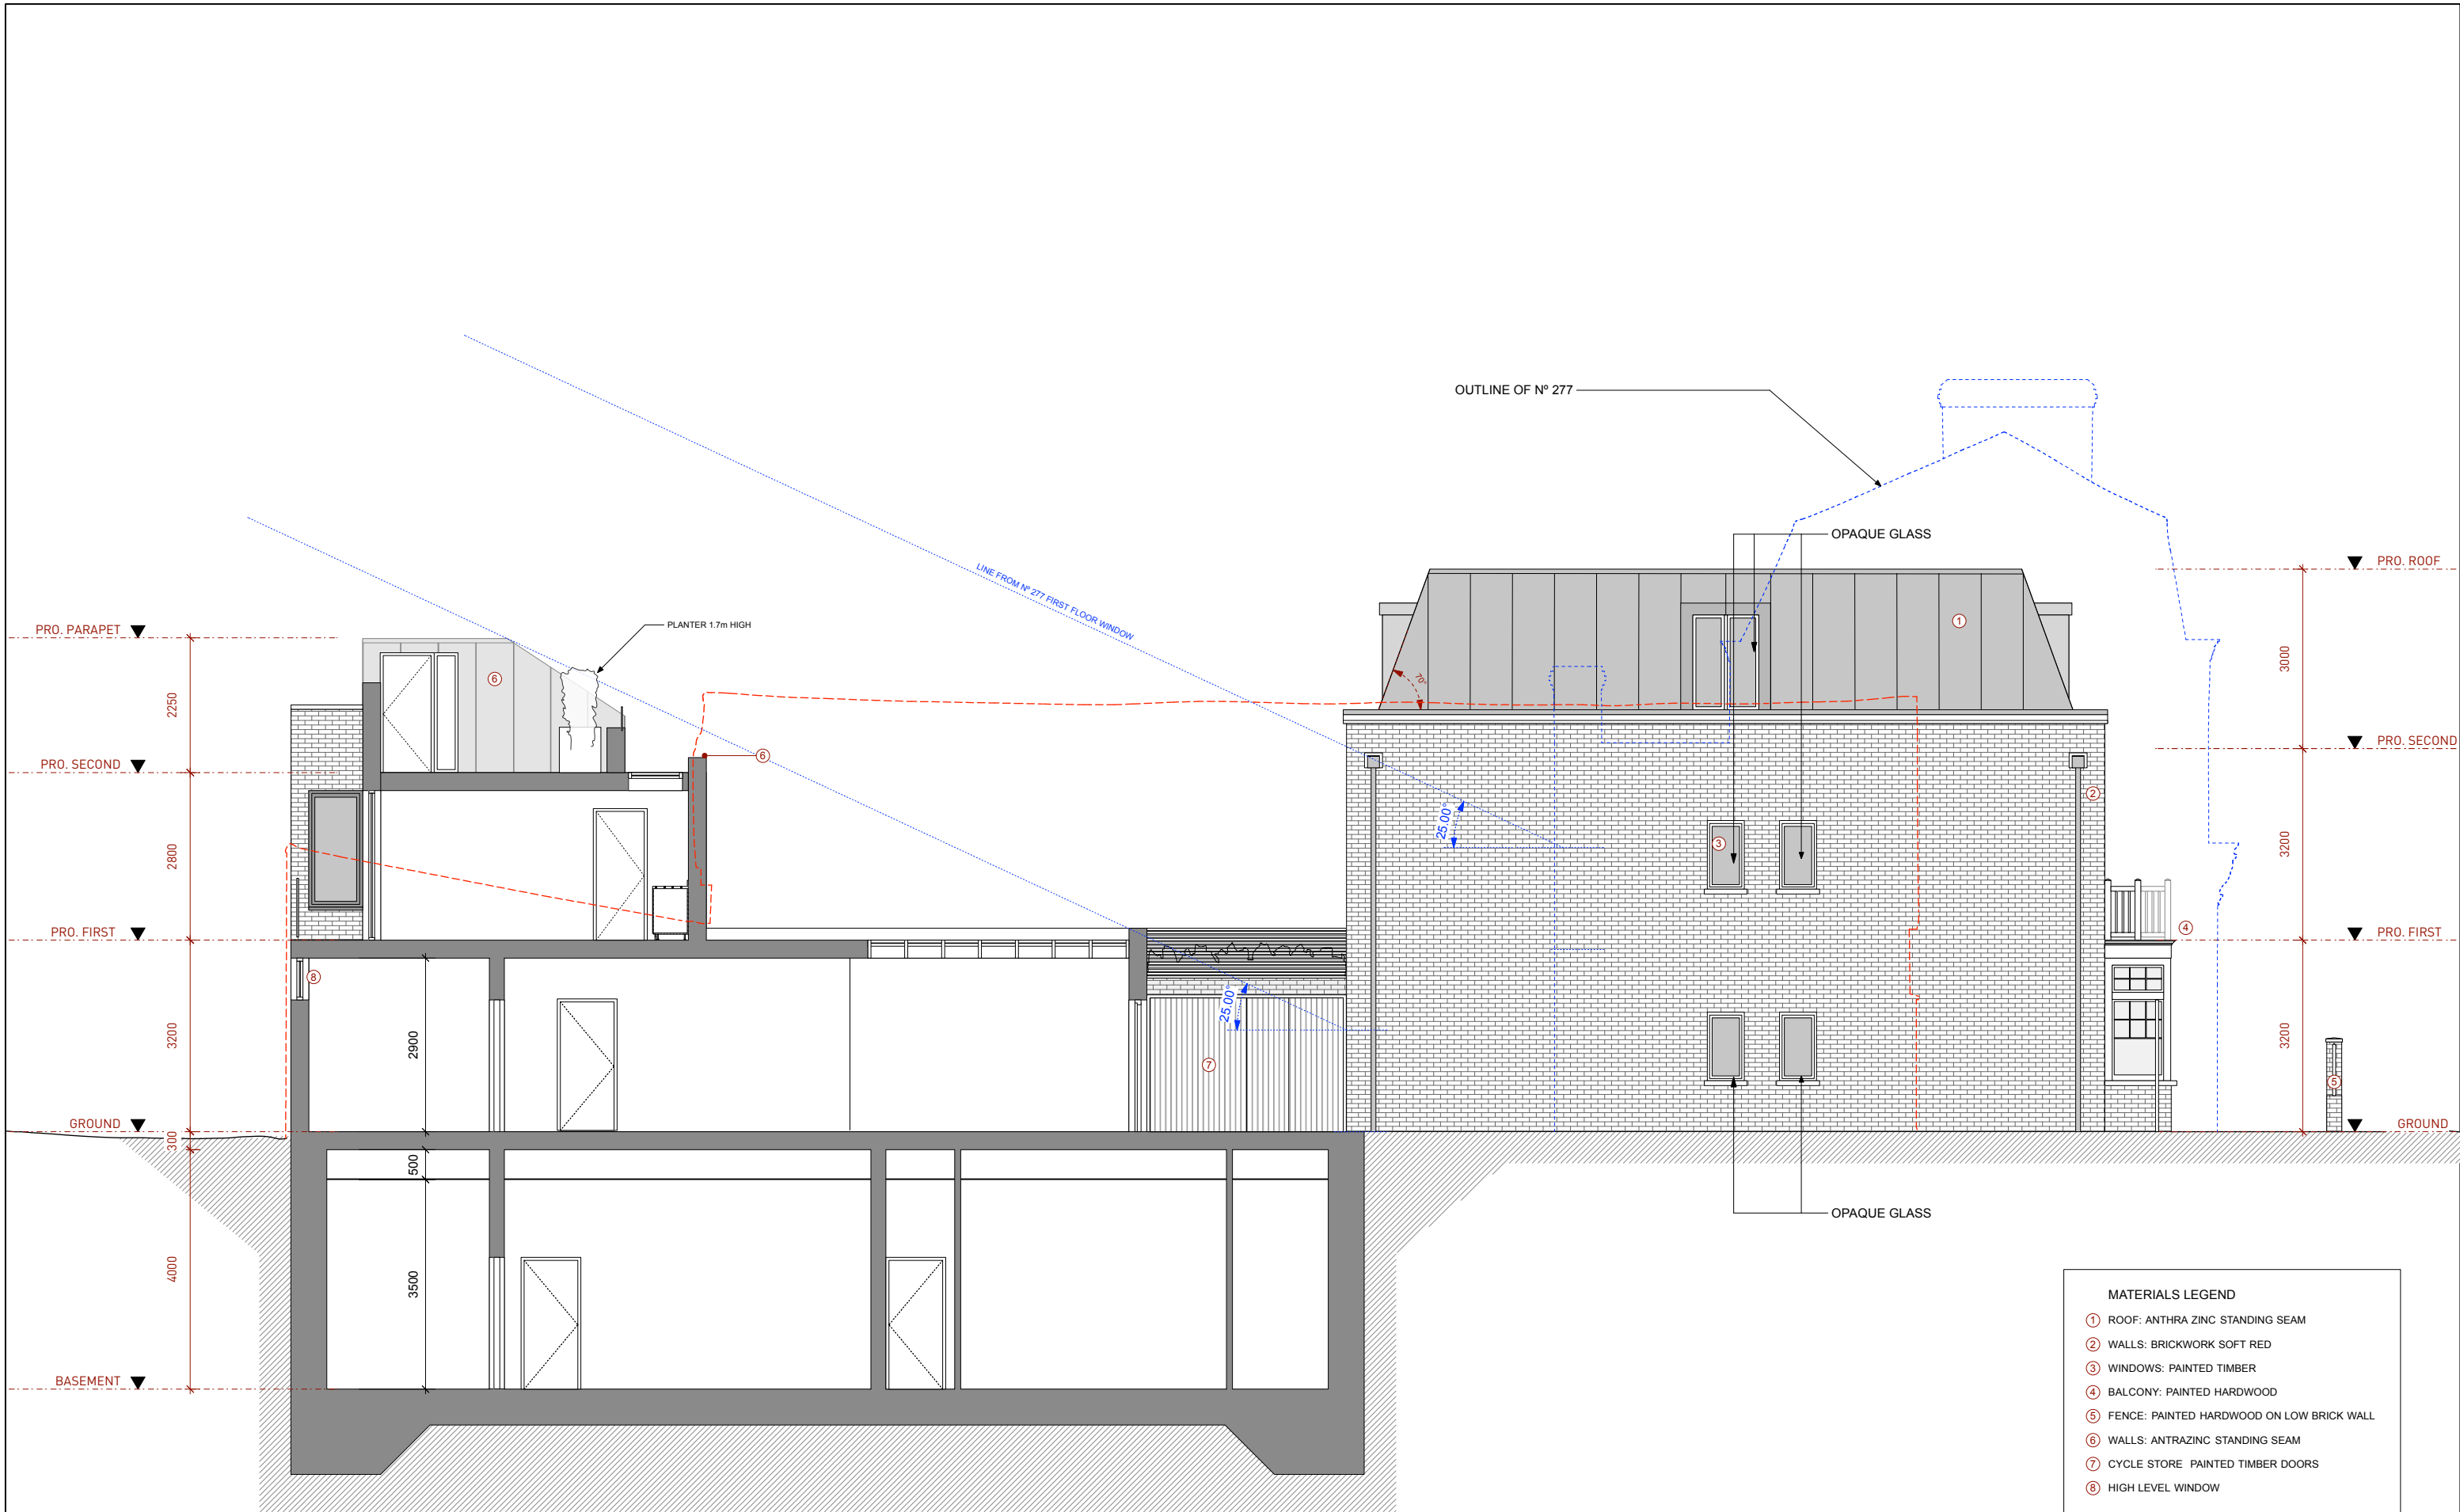 OUTLINE OF Nº 277
OPAQUE GLASS
PRO. ROOF
LINE FROM Nº 277 FIRST FLOOR WINDOW
PLANTER 1.7m HIGH
PRO. PARAPET
1
6
70°
3000
2250
PRO. SECOND
PRO. SECOND
6
2
25.00°
3
2800
3200
PRO. FIRST
4
PRO. FIRST
8
25.00°
3200
2900
7
3200
5
GROUND
GROUND
300
500
OPAQUE GLASS
4000
3500
BASEMENT
MATERIALS LEGEND
1 ROOF: ANTHRA ZINC STANDING SEAM
2 WALLS: BRICKWORK SOFT RED
3 WINDOWS: PAINTED TIMBER
4 BALCONY: PAINTED HARDWOOD
5 FENCE: PAINTED HARDWOOD ON LOW BRICK WALL
6 WALLS: ANTRAZINC STANDING SEAM
7 CYCLE STORE PAINTED TIMBER DOORS
8 HIGH LEVEL WINDOW